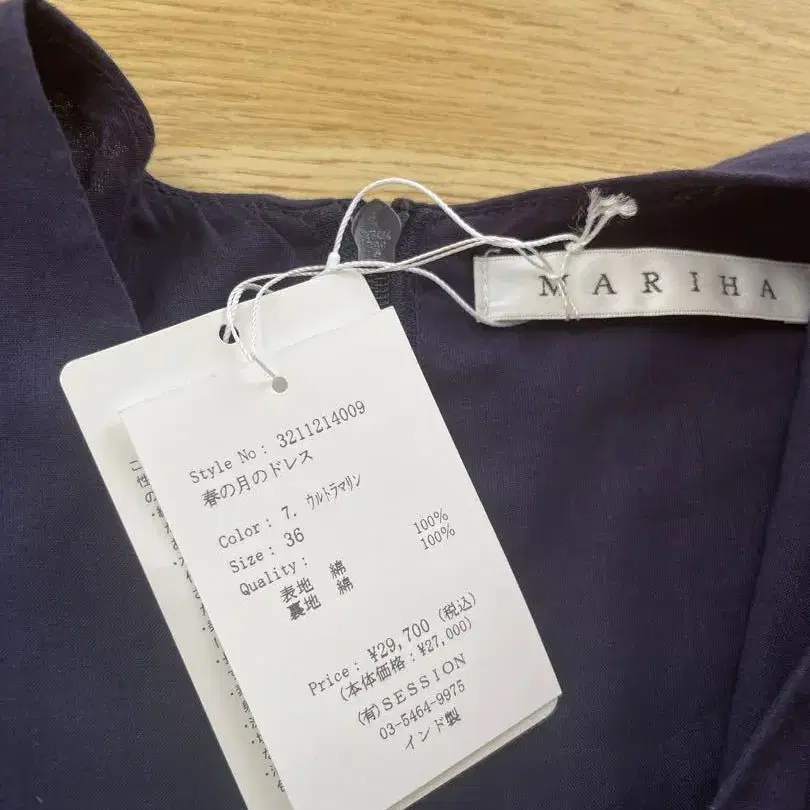 MARIHA
Style No: 3211214009
春の月のドレス
Color: 7. ウルトラマリン
Size: 36
Quality:
表地 綿 100%
裏地 綿 100%
Price: ¥29,700 (税込)
(本体価格:¥27,000)
(有)SESSION
03-5464-9975
インド製